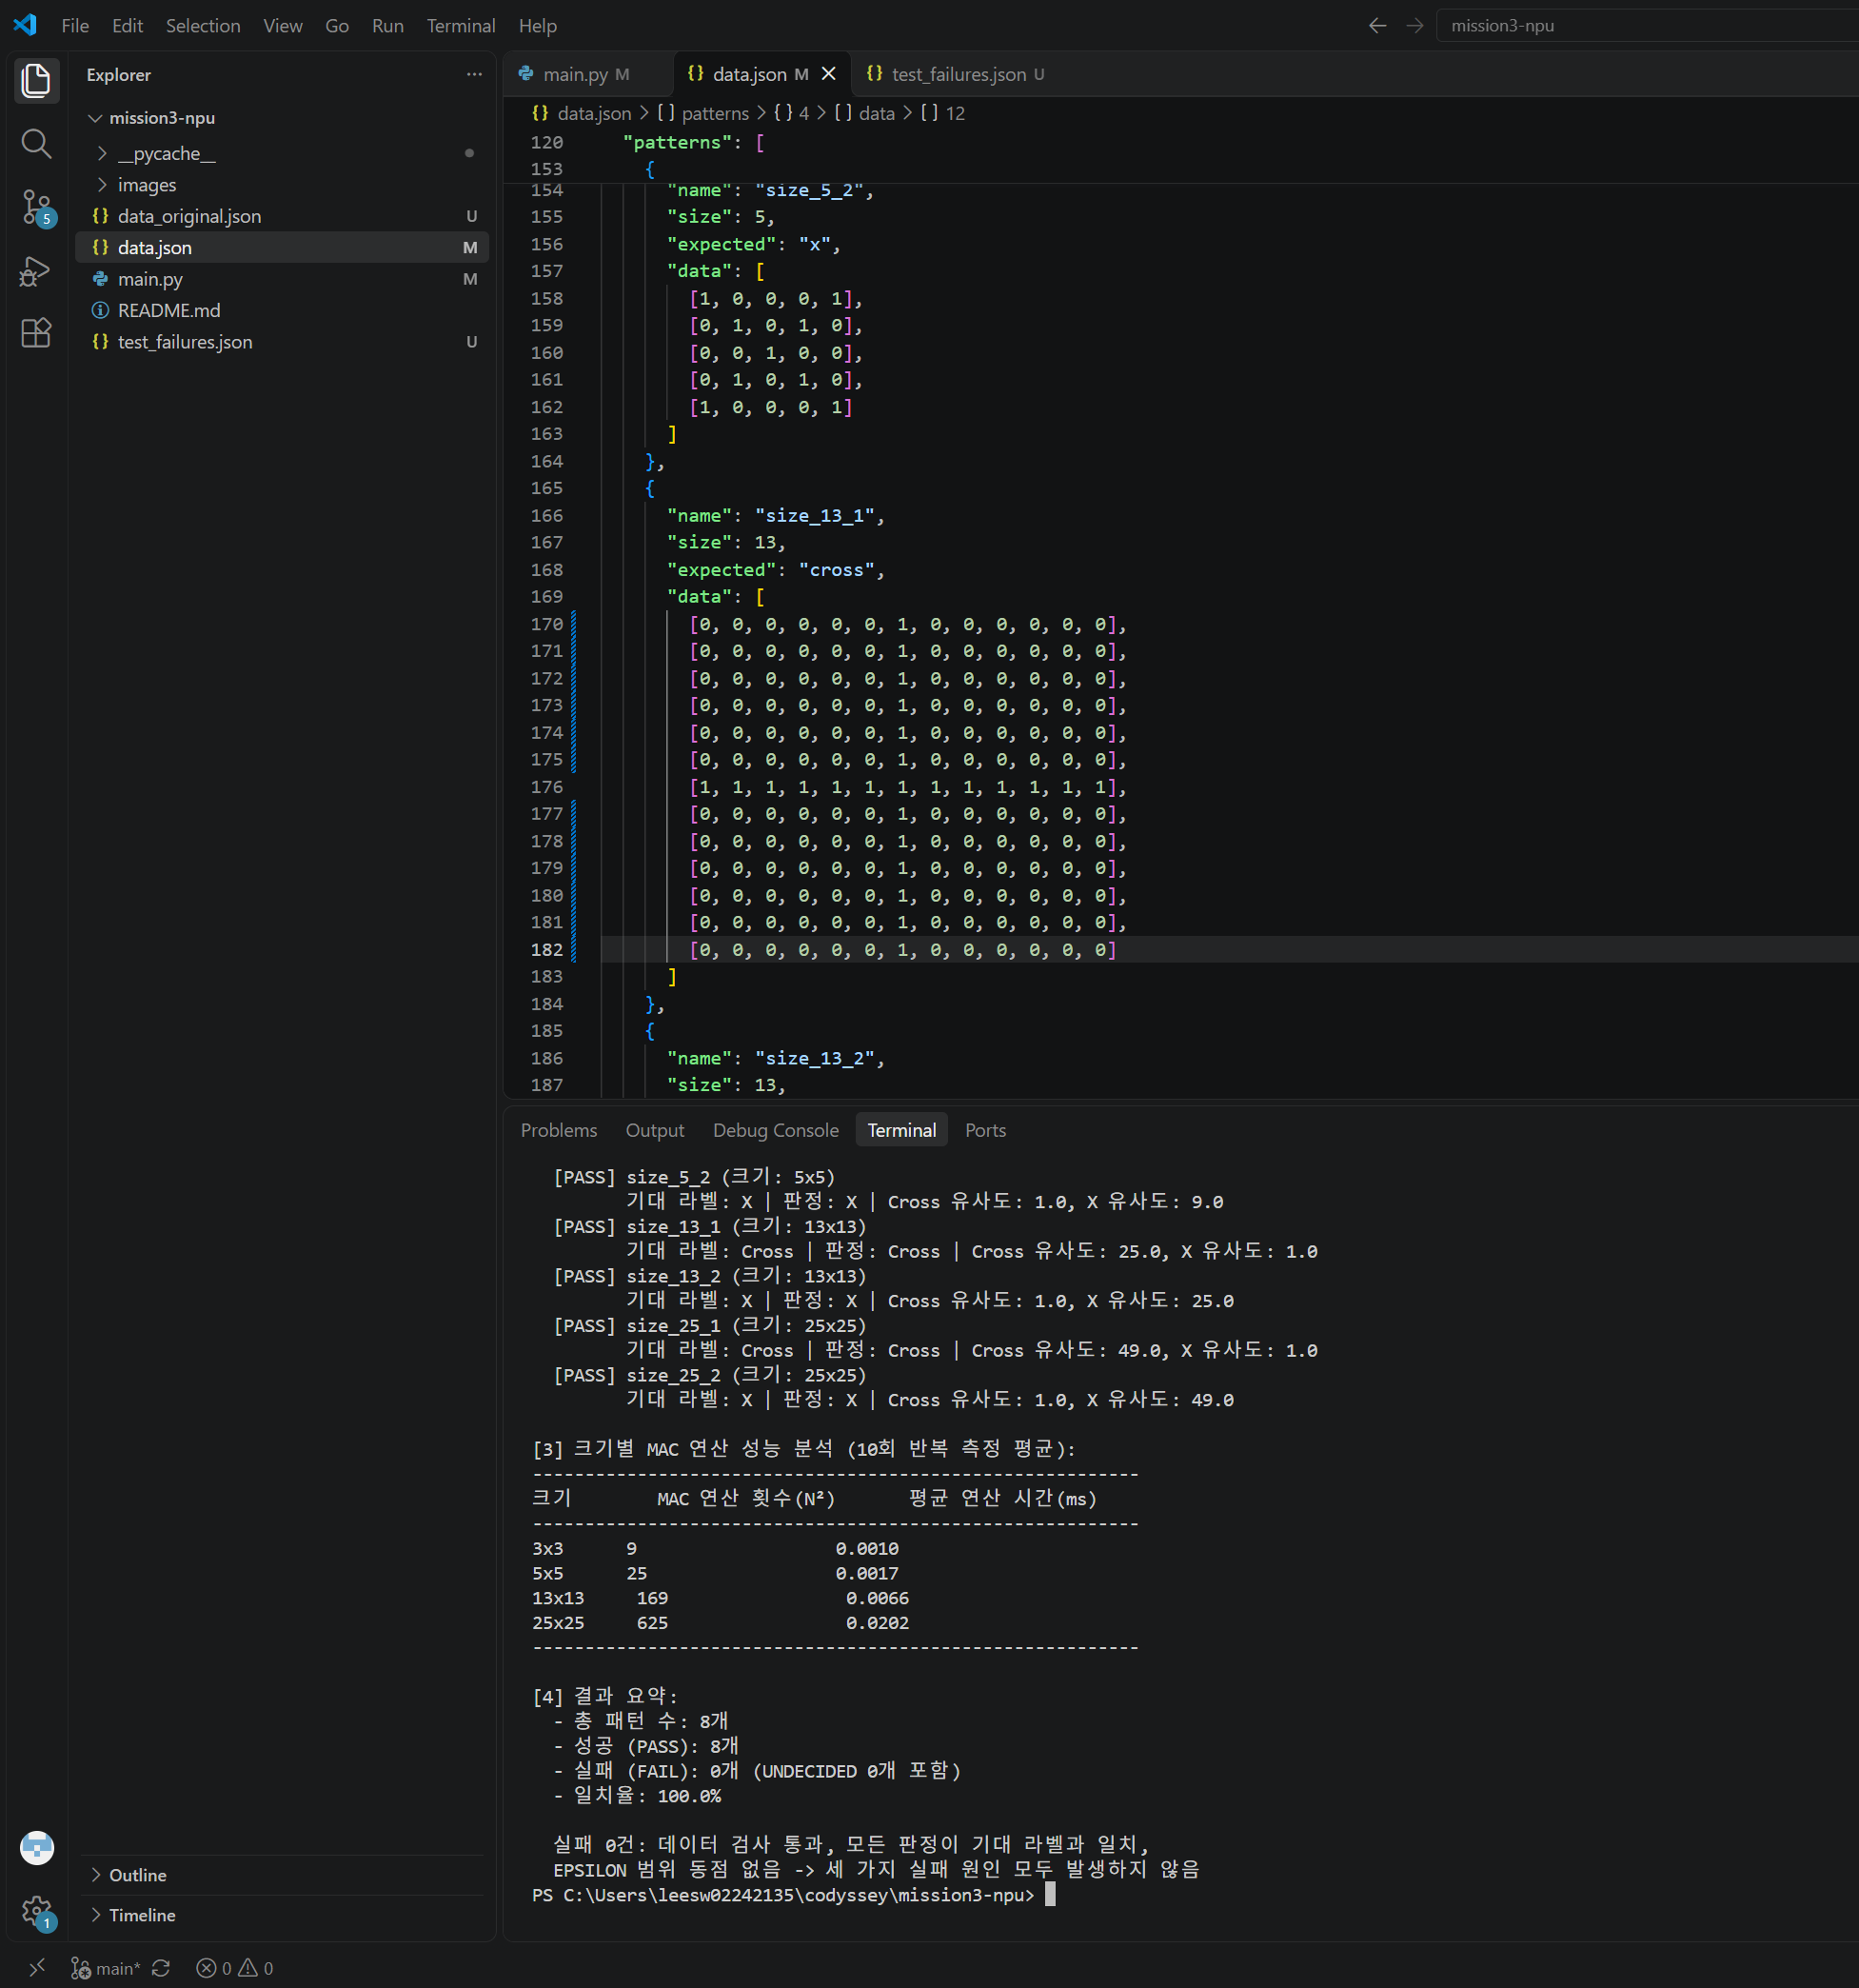 File Edit Selection View Go Run Terminal Help
mission3-npu
Explorer
mission3-npu
__pycache__
images
data_original.json U
data.json M
main.py M
README.md
test_failures.json U
5
Outline
Timeline
1
main.py M
data.json M
test_failures.json U
{} data.json > [ ] patterns > {} 4 > [ ] data > [ ] 12
120 "patterns": [
153 {
154 "name": "size_5_2",
155 "size": 5,
156 "expected": "x",
157 "data": [
158 [1, 0, 0, 0, 1],
159 [0, 1, 0, 1, 0],
160 [0, 0, 1, 0, 0],
161 [0, 1, 0, 1, 0],
162 [1, 0, 0, 0, 1]
163 ]
164 },
165 {
166 "name": "size_13_1",
167 "size": 13,
168 "expected": "cross",
169 "data": [
170 [0, 0, 0, 0, 0, 0, 1, 0, 0, 0, 0, 0, 0],
171 [0, 0, 0, 0, 0, 0, 1, 0, 0, 0, 0, 0, 0],
172 [0, 0, 0, 0, 0, 0, 1, 0, 0, 0, 0, 0, 0],
173 [0, 0, 0, 0, 0, 0, 1, 0, 0, 0, 0, 0, 0],
174 [0, 0, 0, 0, 0, 0, 1, 0, 0, 0, 0, 0, 0],
175 [0, 0, 0, 0, 0, 0, 1, 0, 0, 0, 0, 0, 0],
176 [1, 1, 1, 1, 1, 1, 1, 1, 1, 1, 1, 1, 1],
177 [0, 0, 0, 0, 0, 0, 1, 0, 0, 0, 0, 0, 0],
178 [0, 0, 0, 0, 0, 0, 1, 0, 0, 0, 0, 0, 0],
179 [0, 0, 0, 0, 0, 0, 1, 0, 0, 0, 0, 0, 0],
180 [0, 0, 0, 0, 0, 0, 1, 0, 0, 0, 0, 0, 0],
181 [0, 0, 0, 0, 0, 0, 1, 0, 0, 0, 0, 0, 0],
182 [0, 0, 0, 0, 0, 0, 1, 0, 0, 0, 0, 0, 0]
183 ]
184 },
185 {
186 "name": "size_13_2",
187 "size": 13,
Problems Output Debug Console Terminal Ports
[PASS] size_5_2 (크기: 5x5)
기대 라벨: X | 판정: X | Cross 유사도: 1.0, X 유사도: 9.0
[PASS] size_13_1 (크기: 13x13)
기대 라벨: Cross | 판정: Cross | Cross 유사도: 25.0, X 유사도: 1.0
[PASS] size_13_2 (크기: 13x13)
기대 라벨: X | 판정: X | Cross 유사도: 1.0, X 유사도: 25.0
[PASS] size_25_1 (크기: 25x25)
기대 라벨: Cross | 판정: Cross | Cross 유사도: 49.0, X 유사도: 1.0
[PASS] size_25_2 (크기: 25x25)
기대 라벨: X | 판정: X | Cross 유사도: 1.0, X 유사도: 49.0
[3] 크기별 MAC 연산 성능 분석 (10회 반복 측정 평균):
----------------------------------------------------------
크기 MAC 연산 횟수(N²) 평균 연산 시간(ms)
----------------------------------------------------------
3x3 9 0.0010
5x5 25 0.0017
13x13 169 0.0066
25x25 625 0.0202
----------------------------------------------------------
[4] 결과 요약:
- 총 패턴 수: 8개
- 성공 (PASS): 8개
- 실패 (FAIL): 0개 (UNDECIDED 0개 포함)
- 일치율: 100.0%
실패 0건: 데이터 검사 통과, 모든 판정이 기대 라벨과 일치,
EPSILON 범위 동점 없음 -> 세 가지 실패 원인 모두 발생하지 않음
PS C:\Users\leesw02242135\codyssey\mission3-npu>
main* 0 0